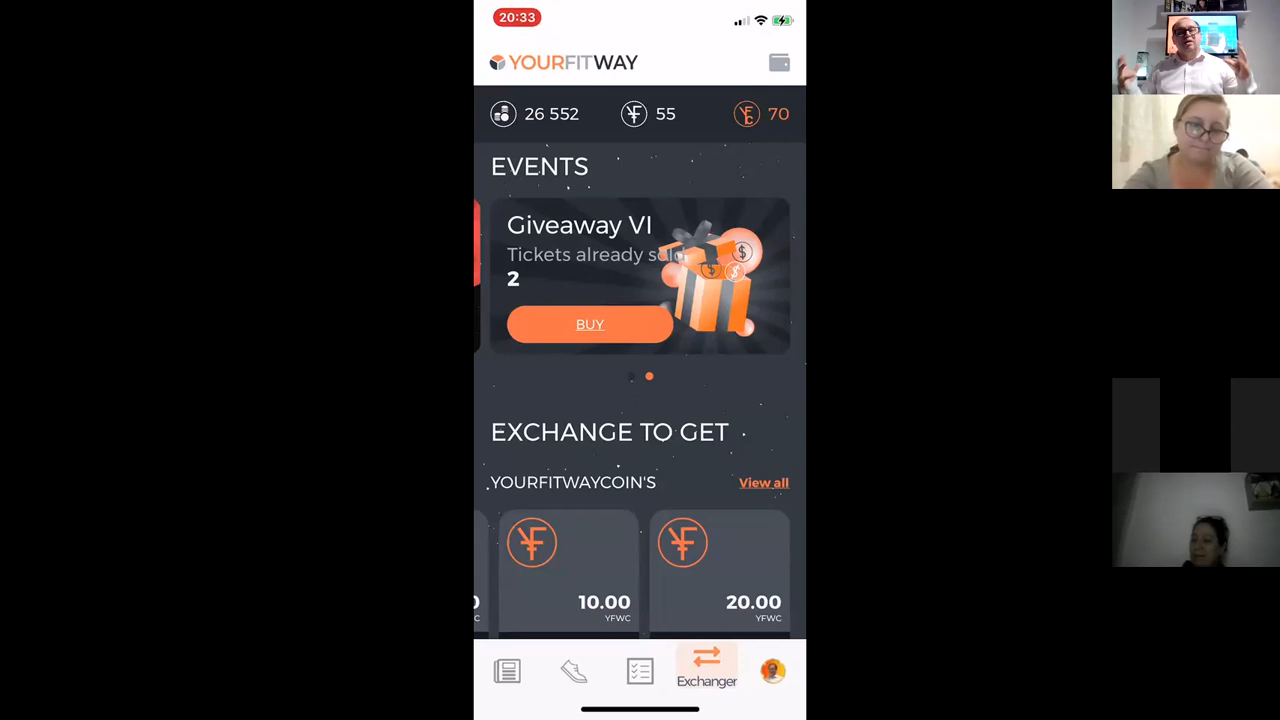 20:33
YOURFITWAY
26 552
55
70
EVENTS
Giveaway VI
Tickets already sold
2
BUY
EXCHANGE TO GET
YOURFITWAYCOIN'S
View all
0
10.00
YFWC
20.00
YFWC
Exchanger